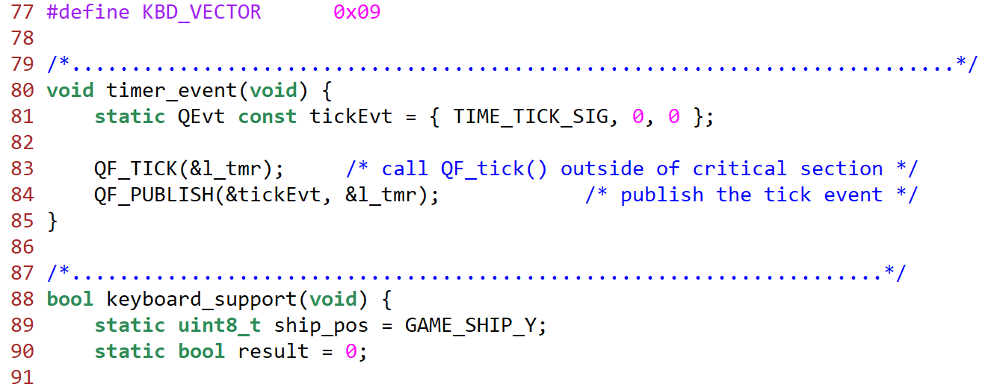 77 #define KBD_VECTOR      0x09
78
79 /*..........................................................................*/
80 void timer_event(void) {
81     static QEvt const tickEvt = { TIME_TICK_SIG, 0, 0 };
82
83     QF_TICK(&l_tmr);     /* call QF_tick() outside of critical section */
84     QF_PUBLISH(&tickEvt, &l_tmr);            /* publish the tick event */
85 }
86
87 /*....................................................................*/
88 bool keyboard_support(void) {
89     static uint8_t ship_pos = GAME_SHIP_Y;
90     static bool result = 0;
91